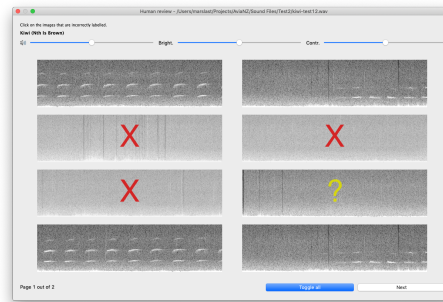 Human review - /Users/marslast/Projects/AviaNZ/Sound Files/Test2/kiwi-test12.wav
Click on the images that are incorrectly labelled.
Kiwi (Nth Is Brown)
Bright. Contr.
X X
X ?
Page 1 out of 2 Toggle all Next